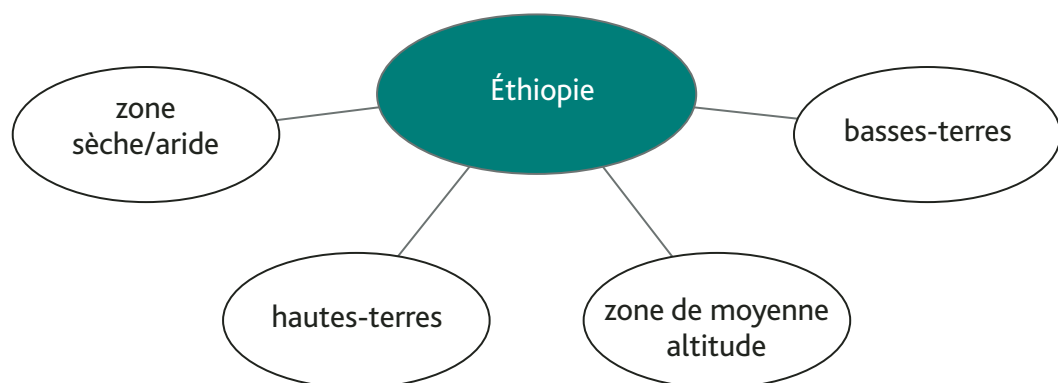 Éthiopie
zone
sèche/aride
basses-terres
hautes-terres
zone de moyenne
altitude